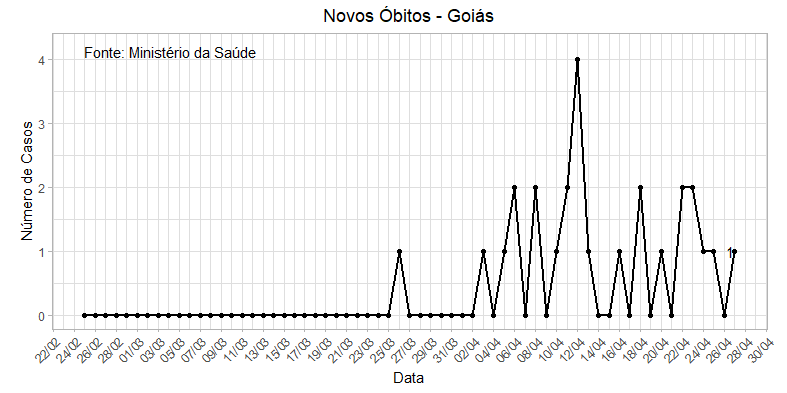 Novos Óbitos - Goiás
Fonte: Ministério da Saúde
Número de Casos
4
3
2
1
0
1
22/02 24/02 26/02 28/02 01/03 03/03 05/03 07/03 09/03 11/03 13/03 15/03 17/03 19/03 21/03 23/03 25/03 27/03 29/03 31/03 02/04 04/04 06/04 08/04 10/04 12/04 14/04 16/04 18/04 20/04 22/04 24/04 26/04 28/04 30/04
Data